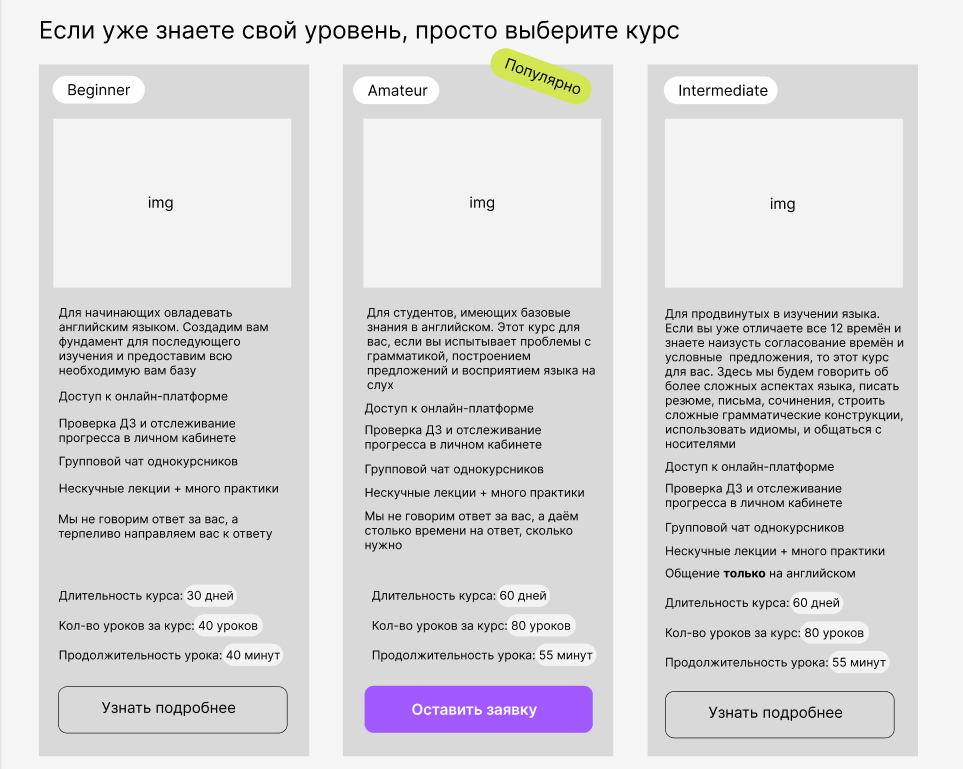 Если уже знаете свой уровень, просто выберите курс
Beginner
img
Для начинающих овладевать
английским языком. Создадим вам
фундамент для последующего
изучения и предоставим всю
необходимую вам базу
Доступ к онлайн-платформе
Проверка ДЗ и отслеживание
прогресса в личном кабинете
Групповой чат однокурсников
Нескучные лекции + много практики
Мы не говорим ответ за вас, а
терпеливо направляем вас к ответу
Длительность курса: 30 дней
Кол-во уроков за курс: 40 уроков
Продолжительность урока: 40 минут
Узнать подробнее
Amateur
Популярно
img
Для студентов, имеющих базовые
знания в английском. Этот курс для
вас, если вы испытывает проблемы с
грамматикой, построением
предложений и восприятием языка на
слух
Доступ к онлайн-платформе
Проверка ДЗ и отслеживание
прогресса в личном кабинете
Групповой чат однокурсников
Нескучные лекции + много практики
Мы не говорим ответ за вас, а даём
столько времени на ответ, сколько
нужно
Длительность курса: 60 дней
Кол-во уроков за курс: 80 уроков
Продолжительность урока: 55 минут
Оставить заявку
Intermediate
img
Для продвинутых в изучении языка.
Если вы уже отличаете все 12 времён и
знаете наизусть согласование времён и
условные предложения, то этот курс
для вас. Здесь мы будем говорить об
более сложных аспектах языка, писать
резюме, письма, сочинения, строить
сложные грамматические конструкции,
использовать идиомы, и общаться с
носителями
Доступ к онлайн-платформе
Проверка ДЗ и отслеживание
прогресса в личном кабинете
Групповой чат однокурсников
Нескучные лекции + много практики
Общение только на английском
Длительность курса: 60 дней
Кол-во уроков за курс: 80 уроков
Продолжительность урока: 55 минут
Узнать подробнее